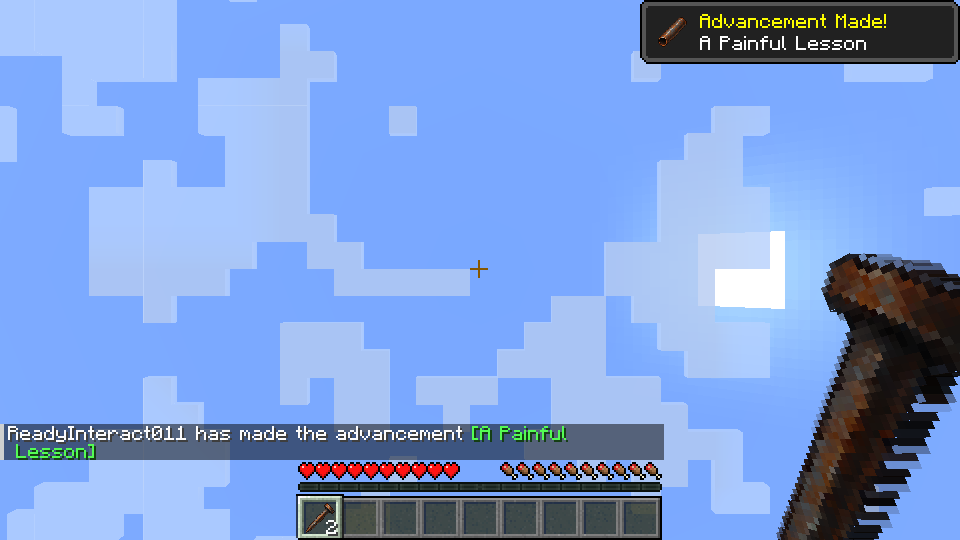 Advancement Made!
A Painful Lesson
ReadyInteract011 has made the advancement [A Painful
Lesson]
2